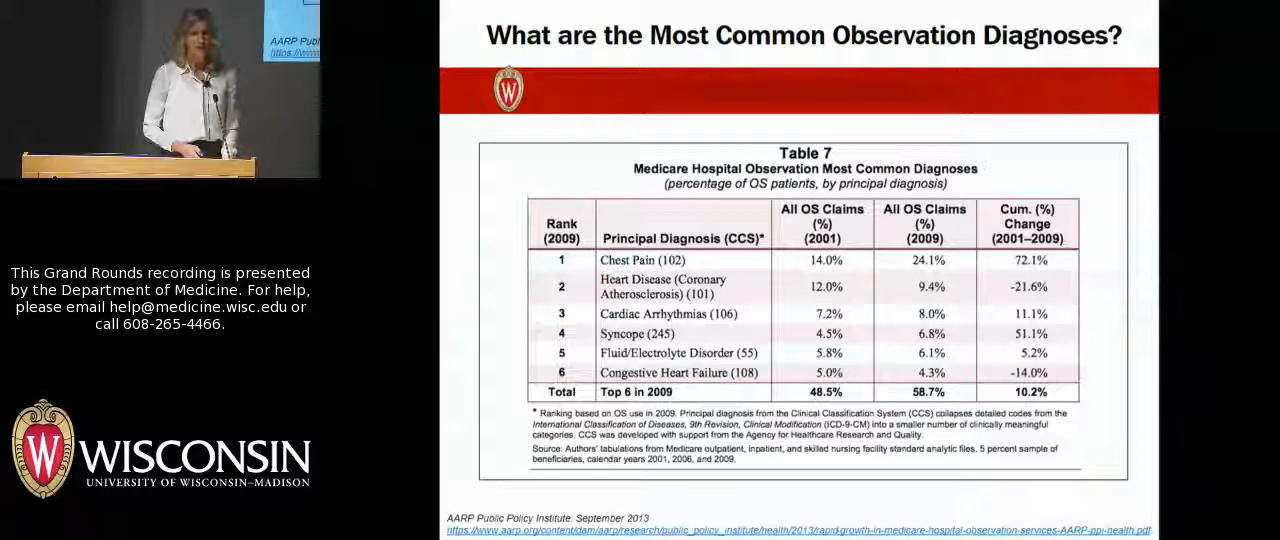 What are the Most Common Observation Diagnoses?
AARP Publ
https://www
W
Table 7
Medicare Hospital Observation Most Common Diagnoses
(percentage of OS patients, by principal diagnosis)
Rank (2009) Principal Diagnosis (CCS)* All OS Claims (%) (2001) All OS Claims (%) (2009) Cum. (%) Change (2001–2009)
1 Chest Pain (102) 14.0% 24.1% 72.1%
2 Heart Disease (Coronary Atherosclerosis) (101) 12.0% 9.4% -21.6%
3 Cardiac Arrhythmias (106) 7.2% 8.0% 11.1%
4 Syncope (245) 4.5% 6.8% 51.1%
5 Fluid/Electrolyte Disorder (55) 5.8% 6.1% 5.2%
6 Congestive Heart Failure (108) 5.0% 4.3% -14.0%
Total Top 6 in 2009 48.5% 58.7% 10.2%
* Ranking based on OS use in 2009. Principal diagnosis from the Clinical Classification System (CCS) collapses detailed codes from the
International Classification of Diseases, 9th Revision, Clinical Modification (ICD-9-CM) into a smaller number of clinically meaningful
categories. CCS was developed with support from the Agency for Healthcare Research and Quality.
Source: Authors' tabulations from Medicare outpatient, inpatient, and skilled nursing facility standard analytic files, 5 percent sample of
beneficiaries, calendar years 2001, 2006, and 2009.
AARP Public Policy Institute. September 2013
https://www.aarp.org/content/dam/aarp/research/public_policy_institute/health/2013/rapid-growth-in-medicare-hospital-observation-services-AARP-ppi-health.pdf
This Grand Rounds recording is presented
by the Department of Medicine. For help,
please email help@medicine.wisc.edu or
call 608-265-4466.
W
WISCONSIN
UNIVERSITY OF WISCONSIN–MADISON